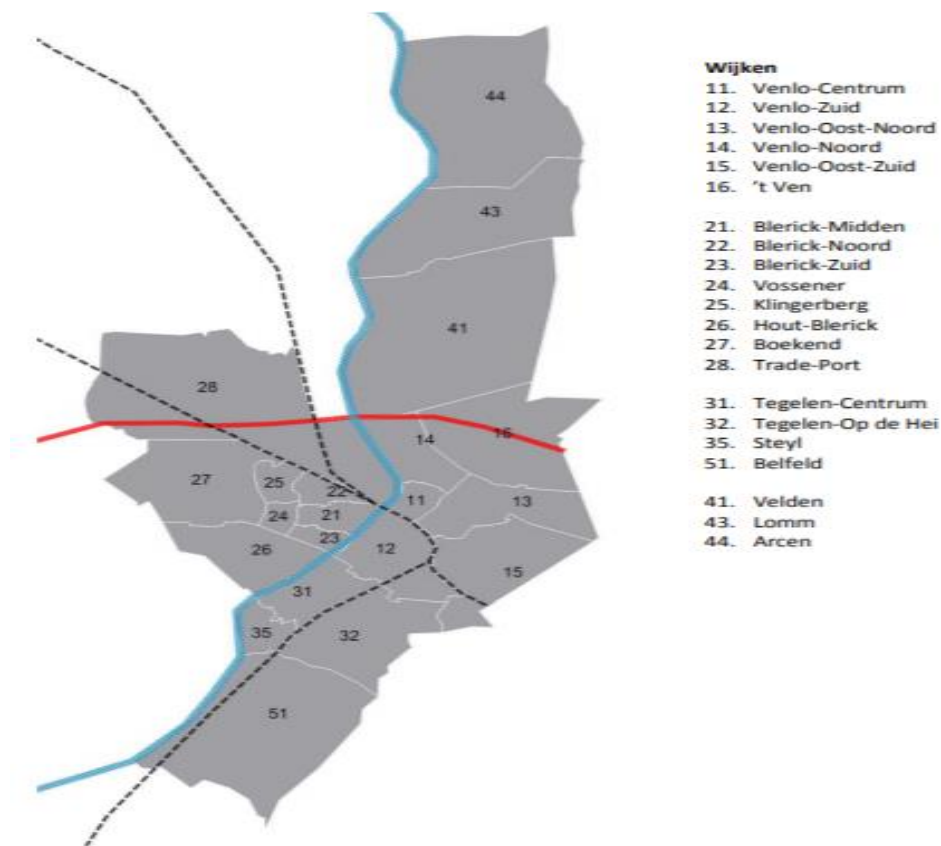 44
43
41
28
14
16
27
25
22
11
13
24
21
23
12
26
15
31
35
32
51
Wijken
11. Venlo-Centrum
12. Venlo-Zuid
13. Venlo-Oost-Noord
14. Venlo-Noord
15. Venlo-Oost-Zuid
16. 't Ven
21. Blerick-Midden
22. Blerick-Noord
23. Blerick-Zuid
24. Vossener
25. Klingerberg
26. Hout-Blerick
27. Boekend
28. Trade-Port
31. Tegelen-Centrum
32. Tegelen-Op de Hei
35. Steyl
51. Belfeld
41. Velden
43. Lomm
44. Arcen